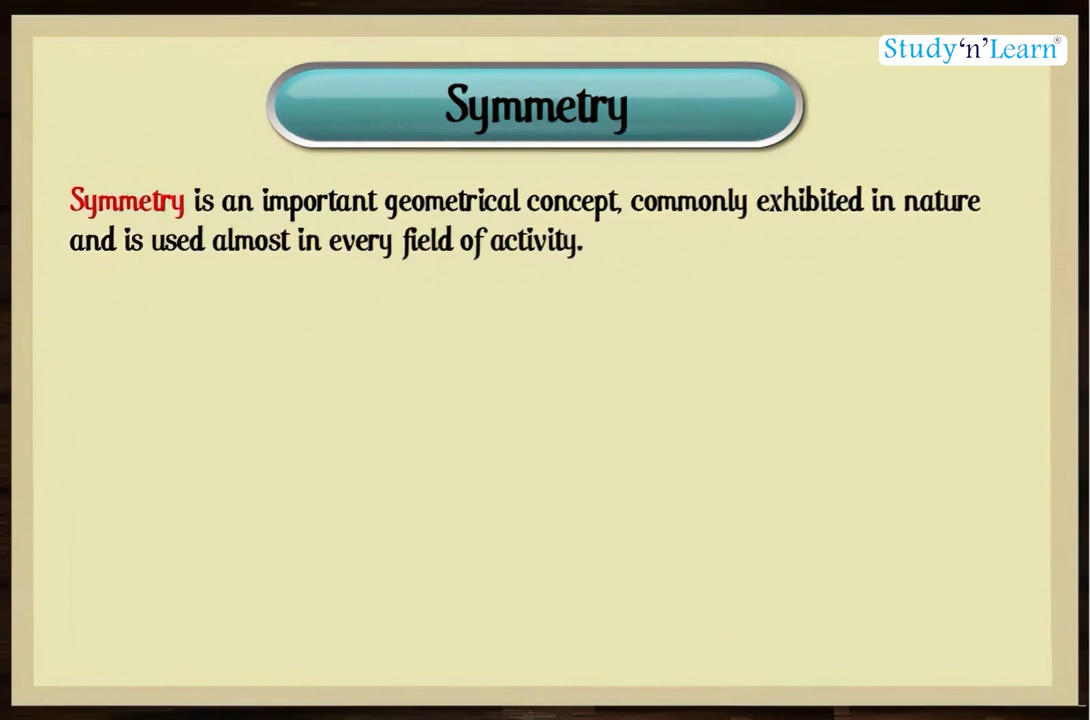 Study‘n’Learn®
Symmetry
Symmetry is an important geometrical concept, commonly exhibited in nature
and is used almost in every field of activity.